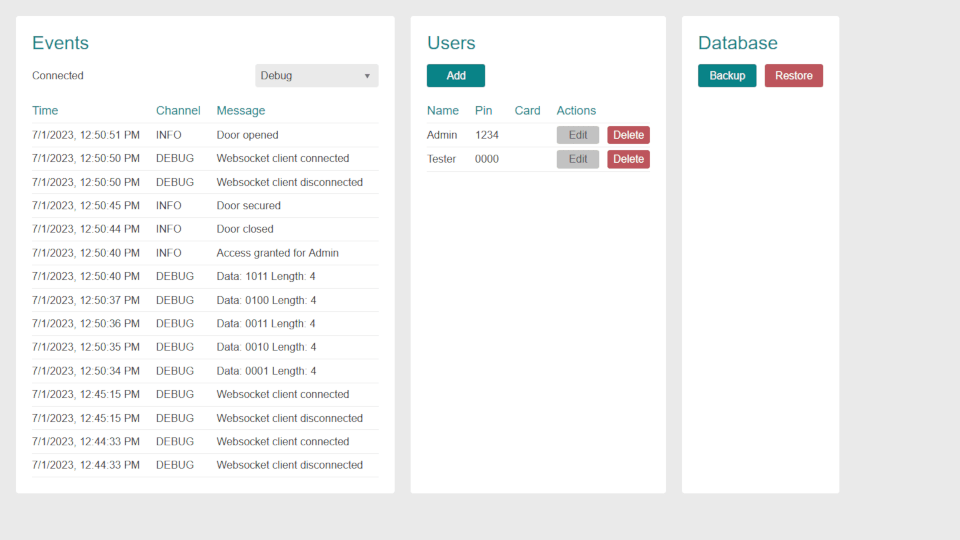 Events
Connected
Debug
Time Channel Message
7/1/2023, 12:50:51 PM INFO Door opened
7/1/2023, 12:50:50 PM DEBUG Websocket client connected
7/1/2023, 12:50:50 PM DEBUG Websocket client disconnected
7/1/2023, 12:50:45 PM INFO Door secured
7/1/2023, 12:50:44 PM INFO Door closed
7/1/2023, 12:50:40 PM INFO Access granted for Admin
7/1/2023, 12:50:40 PM DEBUG Data: 1011 Length: 4
7/1/2023, 12:50:37 PM DEBUG Data: 0100 Length: 4
7/1/2023, 12:50:36 PM DEBUG Data: 0011 Length: 4
7/1/2023, 12:50:35 PM DEBUG Data: 0010 Length: 4
7/1/2023, 12:50:34 PM DEBUG Data: 0001 Length: 4
7/1/2023, 12:45:15 PM DEBUG Websocket client connected
7/1/2023, 12:45:15 PM DEBUG Websocket client disconnected
7/1/2023, 12:44:33 PM DEBUG Websocket client connected
7/1/2023, 12:44:33 PM DEBUG Websocket client disconnected
Users
Add
Name Pin Card Actions
Admin 1234 Edit Delete
Tester 0000 Edit Delete
Database
Backup Restore